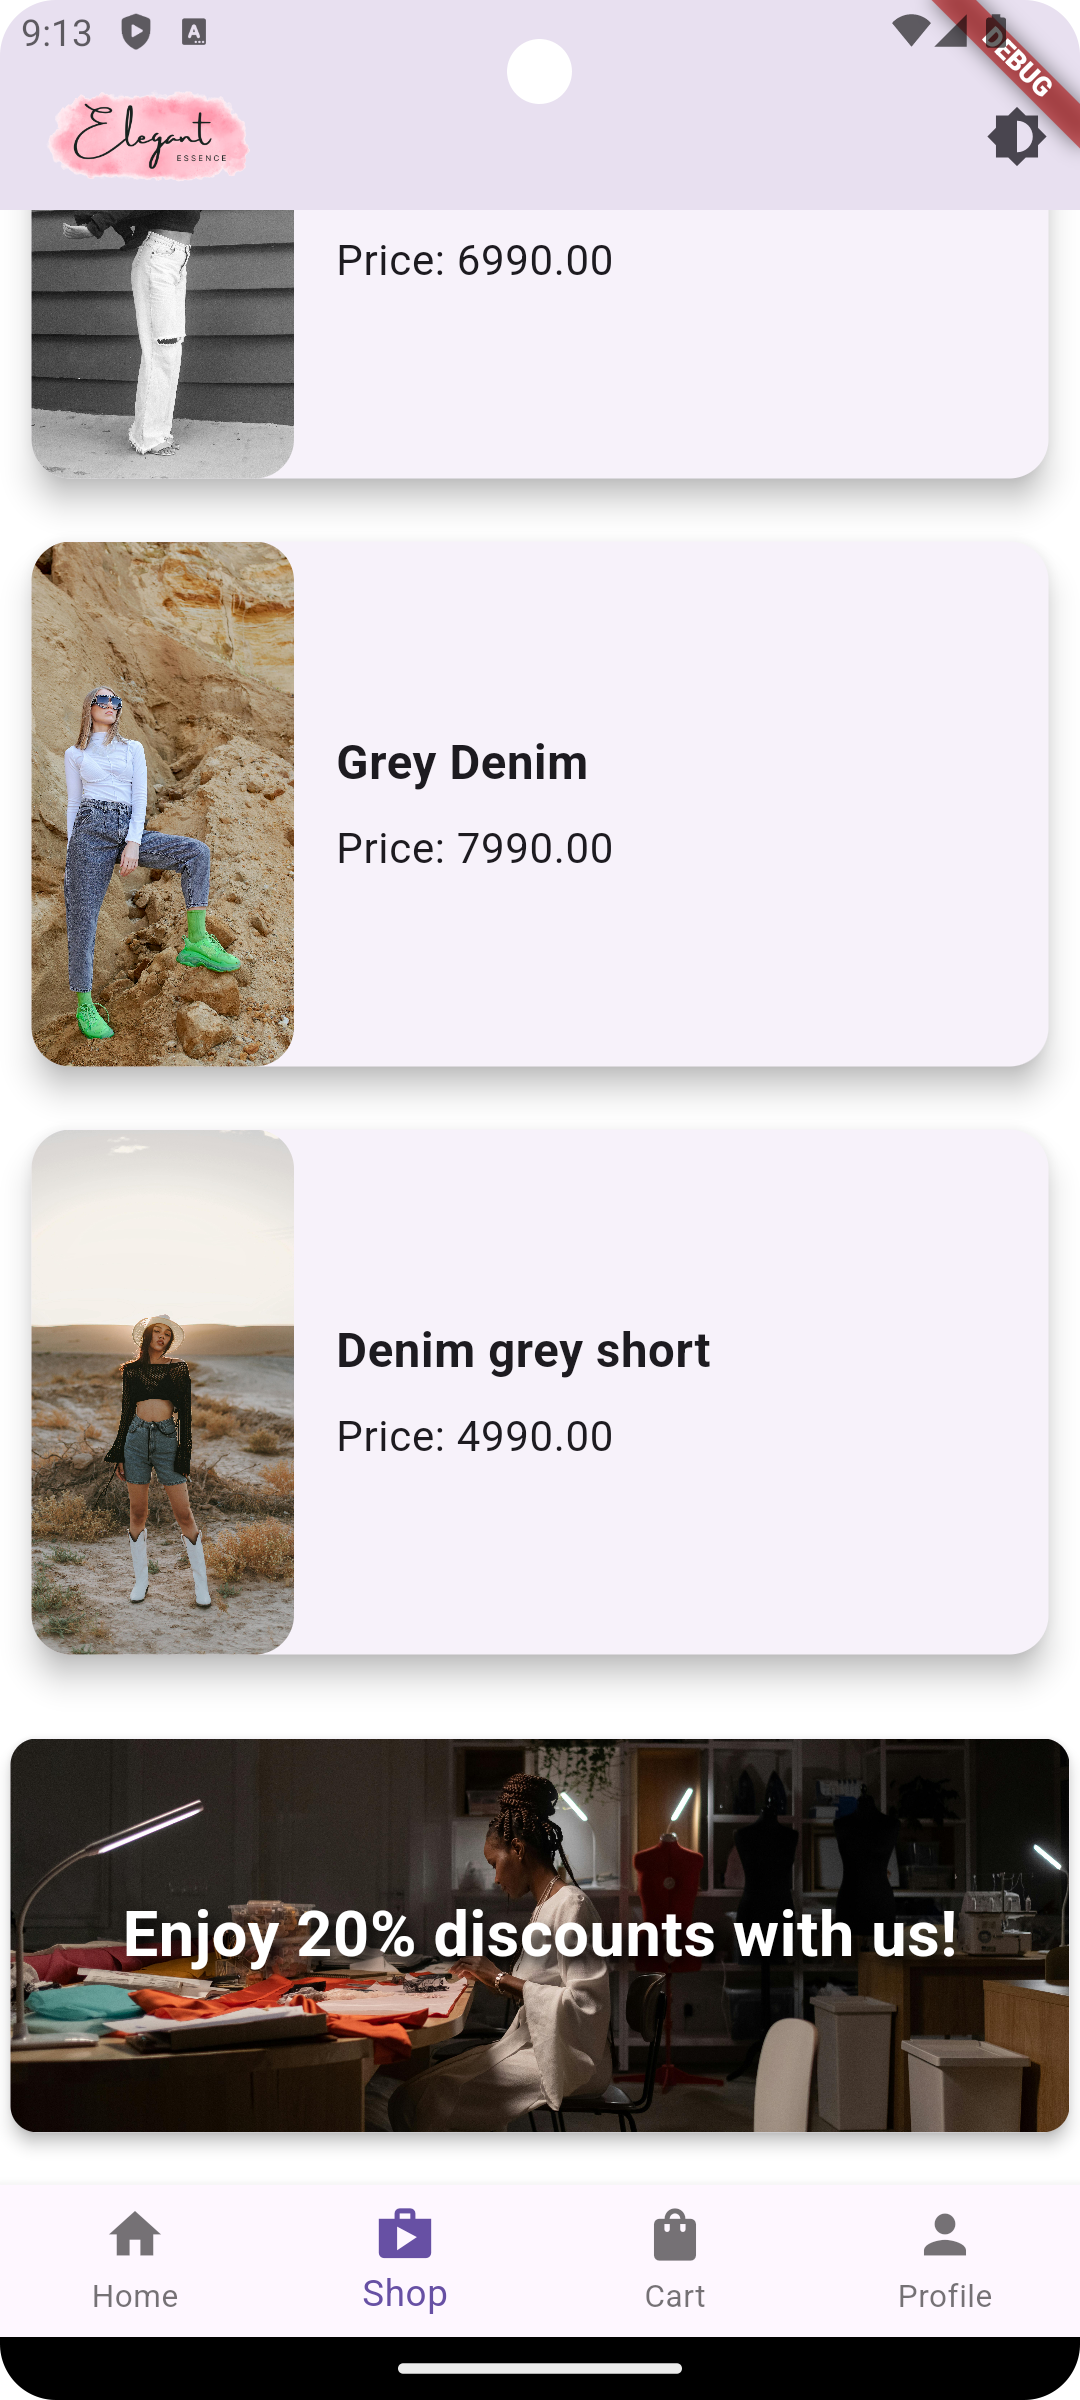 9:13
DEBUG
Elegant
ESSENCE
Price: 6990.00
Grey Denim
Price: 7990.00
Denim grey short
Price: 4990.00
Enjoy 20% discounts with us!
Home
Shop
Cart
Profile